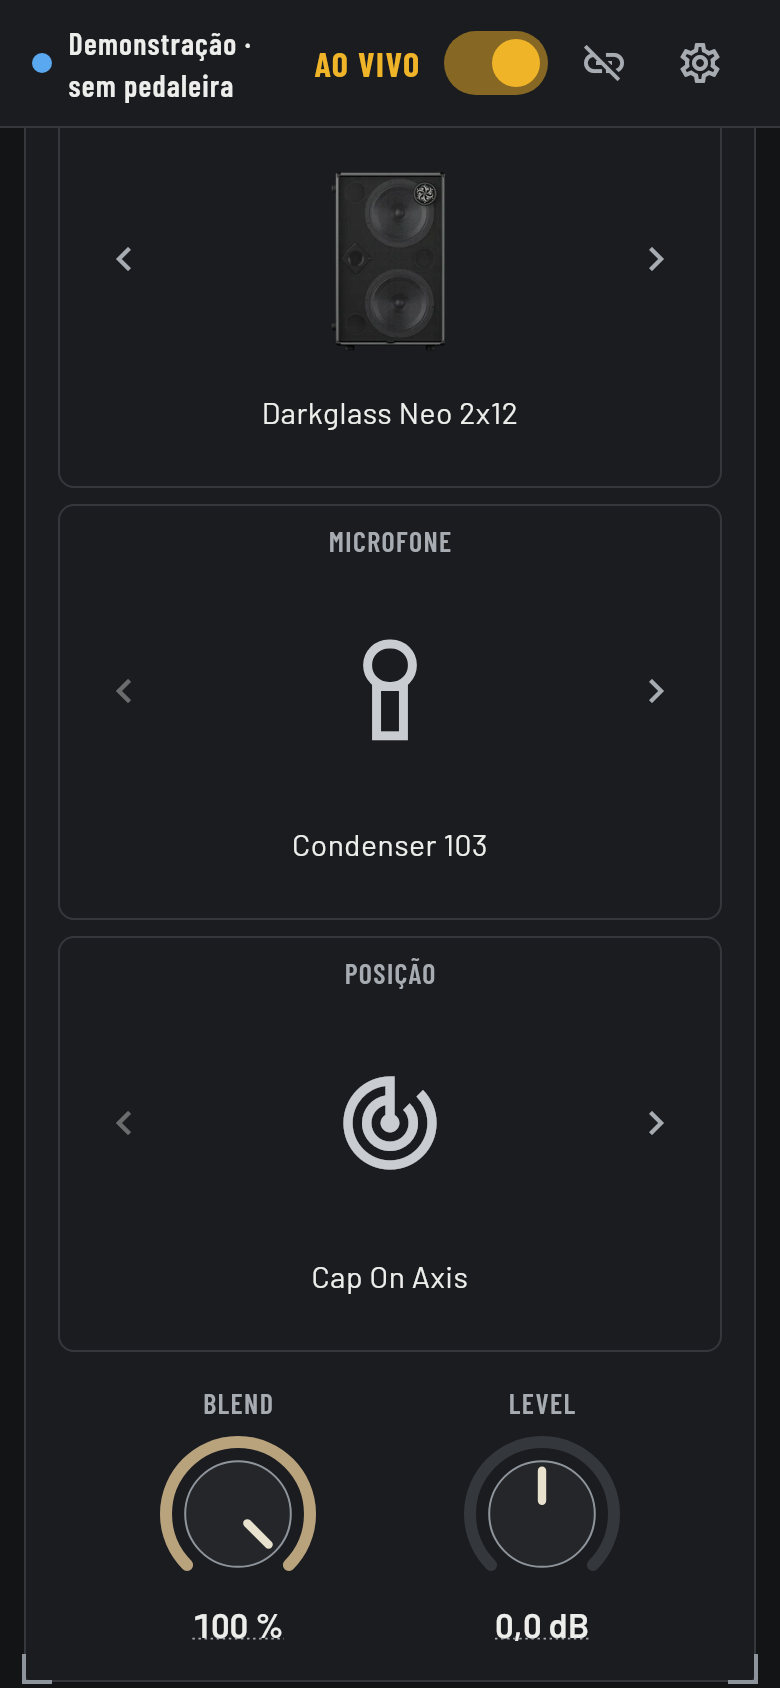 Demonstração ·
sem pedaleira
AO VIVO
Darkglass Neo 2x12
MICROFONE
Condenser 103
POSIÇÃO
Cap On Axis
BLEND
LEVEL
100 %
0,0 dB